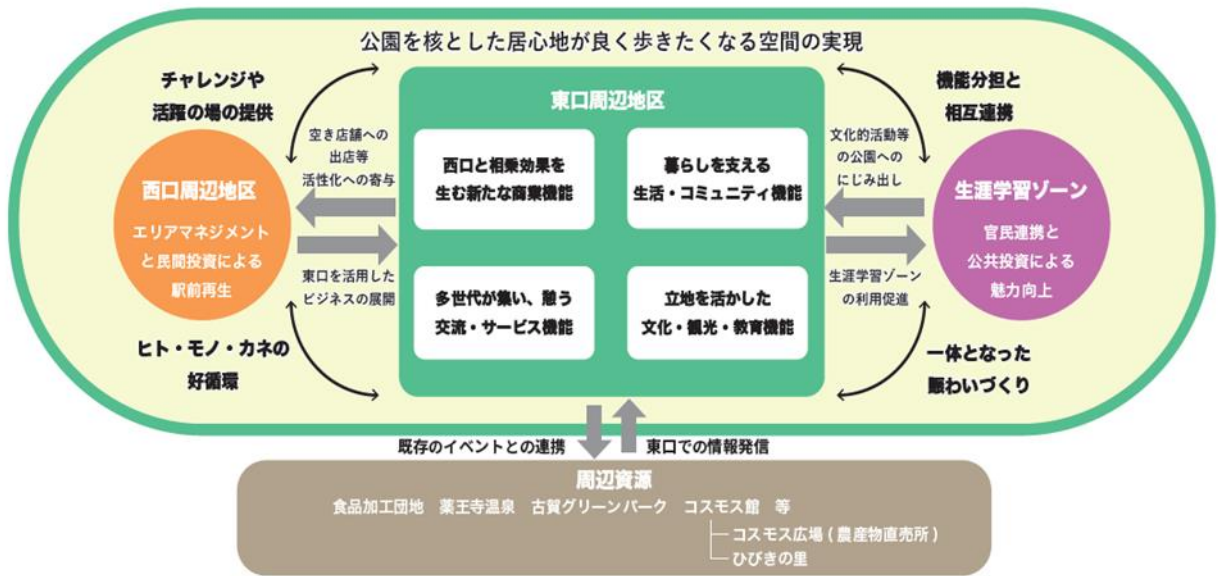 公園を核とした居心地が良く歩きたくなる空間の実現
チャレンジや
活躍の場の提供
空き店舗への
出店等
活性化への寄与
西口周辺地区
エリアマネジメント
と民間投資による
駅前再生
東口を活用した
ビジネスの展開
ヒト・モノ・カネの
好循環
東口周辺地区
西口と相乗効果を
生む新たな商業機能
暮らしを支える
生活・コミュニティ機能
多世代が集い、憩う
交流・サービス機能
立地を活かした
文化・観光・教育機能
機能分担と
相互連携
文化的活動等
の公園への
にじみ出し
生涯学習ゾーン
官民連携と
公共投資による
魅力向上
生涯学習ゾーン
の利用促進
一体となった
賑わいづくり
既存のイベントとの連携
東口での情報発信
周辺資源
食品加工団地　薬王寺温泉　古賀グリーンパーク　コスモス館　等
コスモス広場(農産物直売所)
ひびきの里